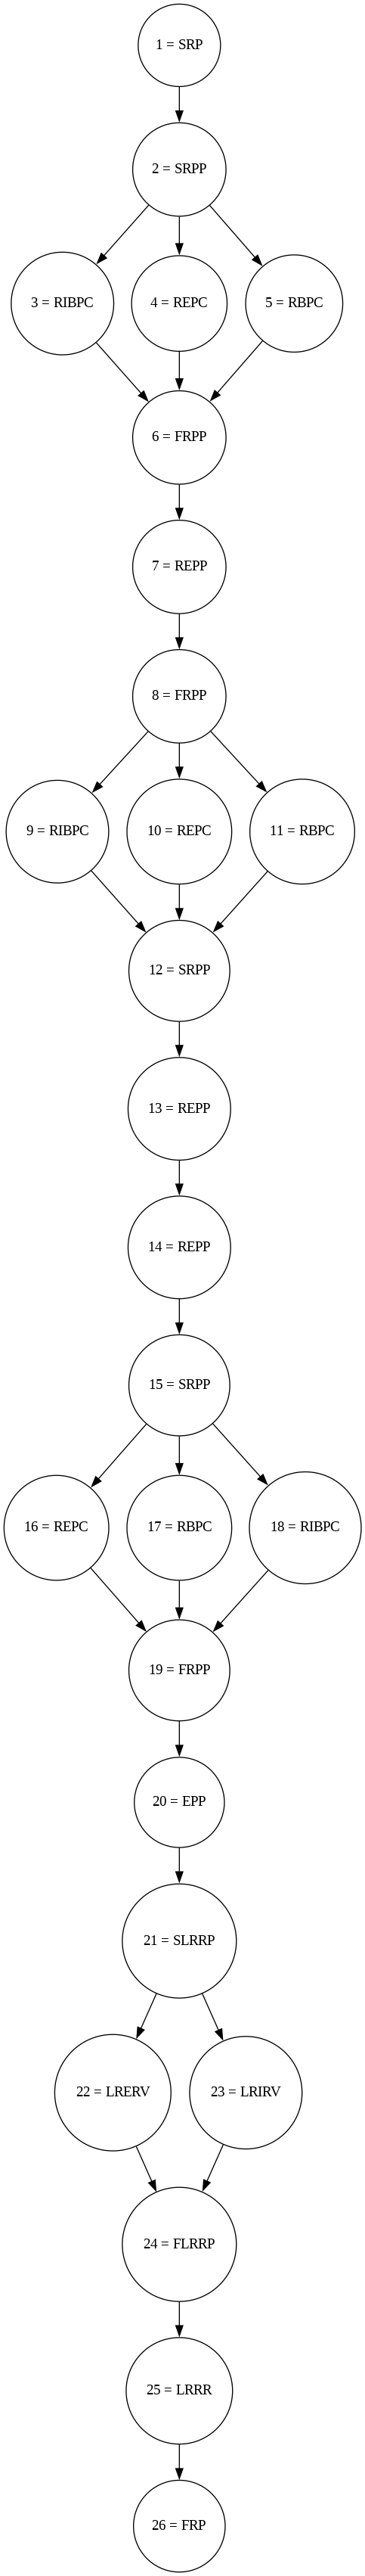 1 = SRP
2 = SRPP
3 = RIBPC
4 = REPC
5 = RBPC
6 = FRPP
7 = REPP
8 = FRPP
9 = RIBPC
10 = REPC
11 = RBPC
12 = SRPP
13 = REPP
14 = REPP
15 = SRPP
16 = REPC
17 = RBPC
18 = RIBPC
19 = FRPP
20 = EPP
21 = SLRRP
22 = LRERV
23 = LRIRV
24 = FLRRP
25 = LRRR
26 = FRP